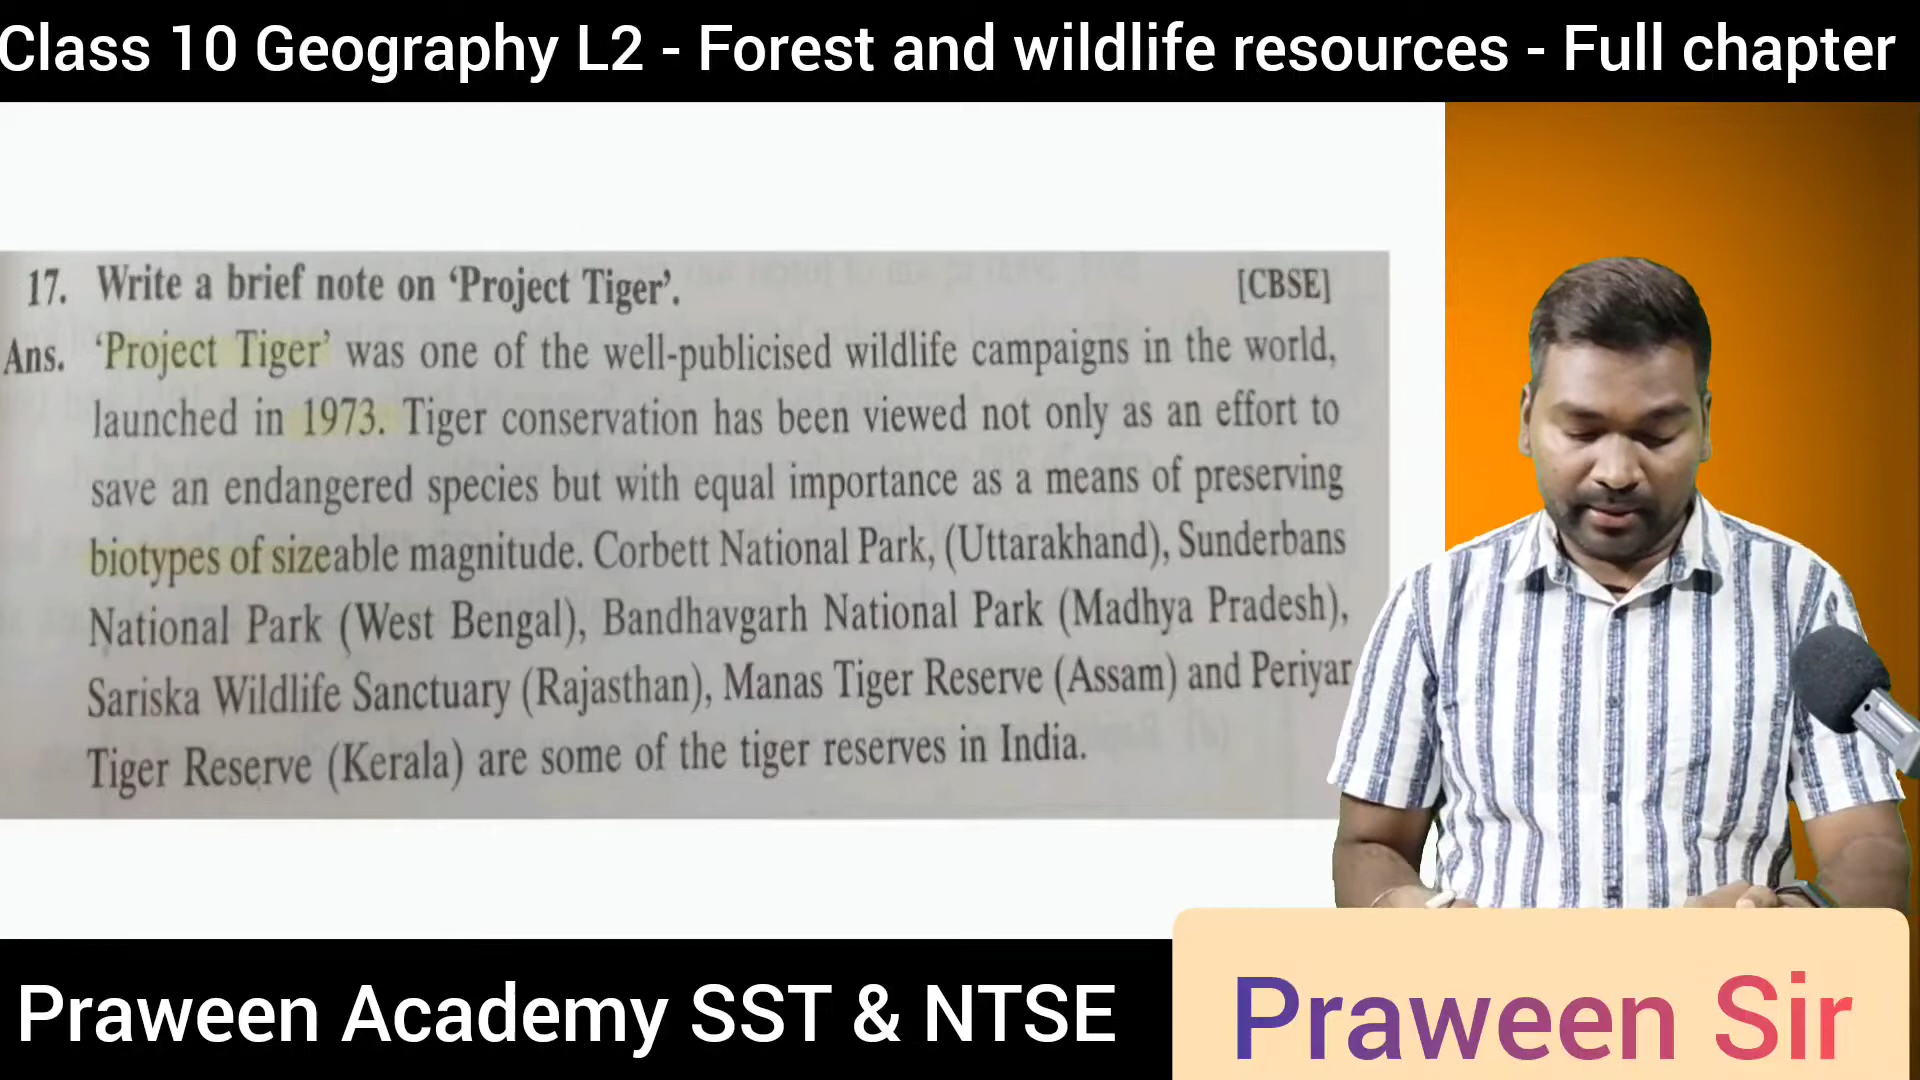 Class 10 Geography L2 - Forest and wildlife resources - Full chapter
17. Write a brief note on ‘Project Tiger’. [CBSE]
Ans. ‘Project Tiger’ was one of the well-publicised wildlife campaigns in the world,
launched in 1973. Tiger conservation has been viewed not only as an effort to
save an endangered species but with equal importance as a means of preserving
biotypes of sizeable magnitude. Corbett National Park, (Uttarakhand), Sunderbans
National Park (West Bengal), Bandhavgarh National Park (Madhya Pradesh),
Sariska Wildlife Sanctuary (Rajasthan), Manas Tiger Reserve (Assam) and Periyar
Tiger Reserve (Kerala) are some of the tiger reserves in India.
Praween Academy SST & NTSE
Praween Sir